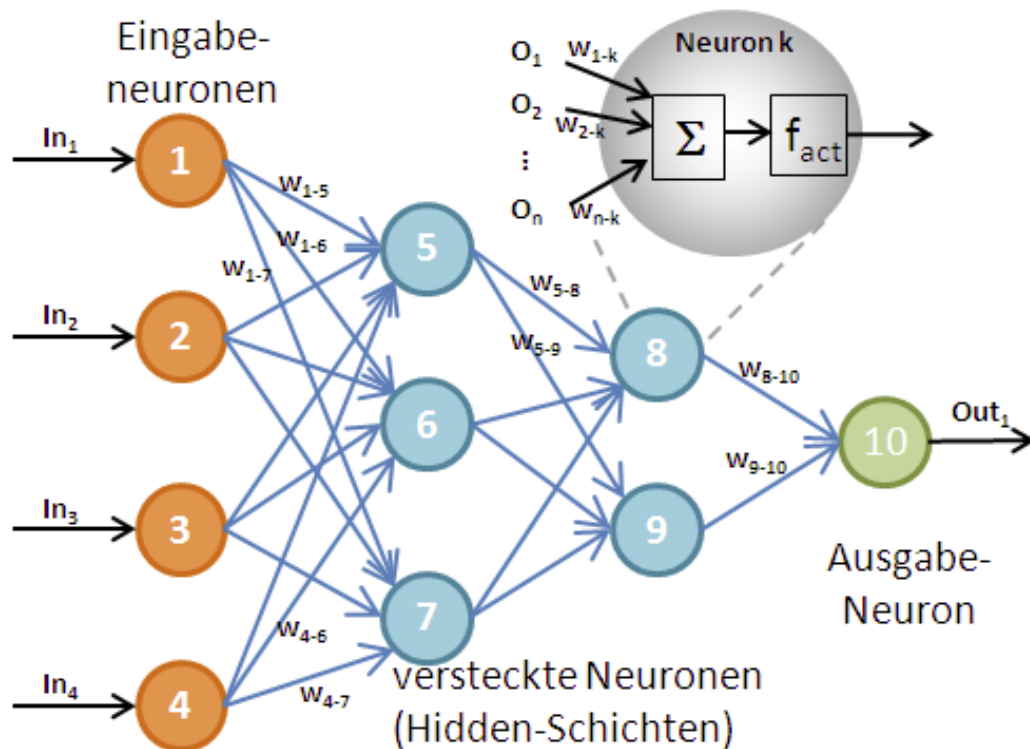 Eingabe-
neuronen
In₁
In₂
In₃
In₄
1
2
3
4
w₁₋₅
w₁₋₆
w₁₋₇
w₄₋₆
w₄₋₇
5
6
7
versteckte Neuronen
(Hidden-Schichten)
w₅₋₈
w₅₋₉
8
9
w₈₋₁₀
w₉₋₁₀
10
Out₁
Ausgabe-
Neuron
Neuron k
O₁ w₁₋ₖ
O₂ w₂₋ₖ
⋮
Oₙ wₙ₋ₖ
Σ
f_act